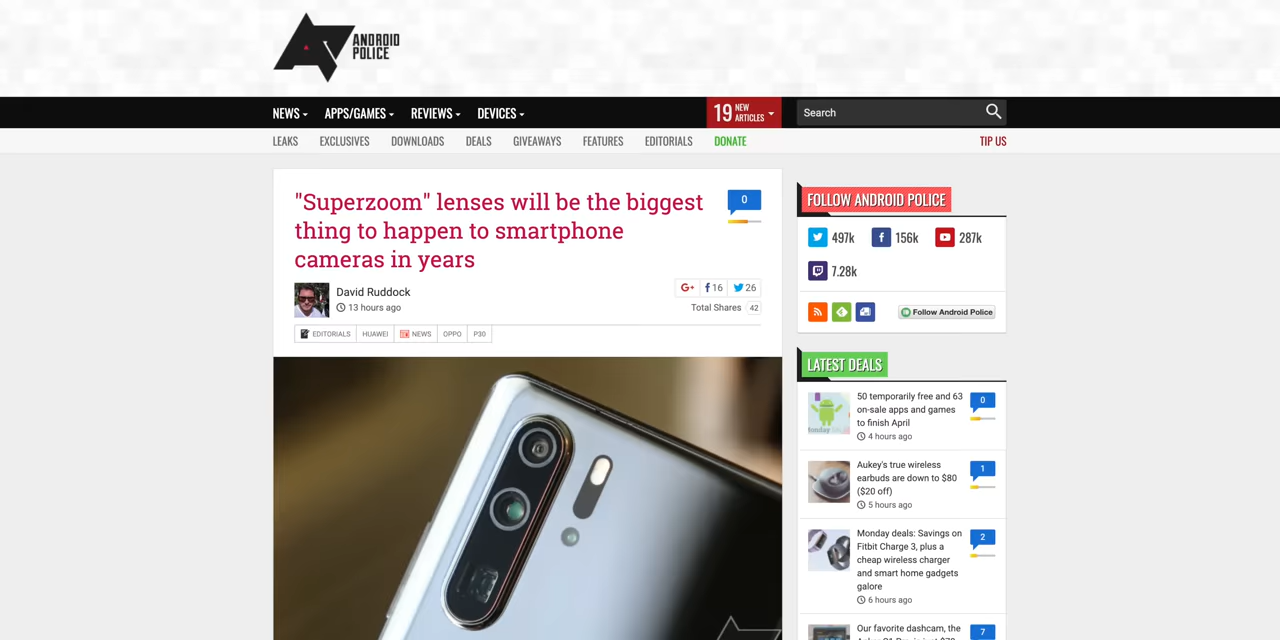 ANDROID
POLICE
NEWS
APPS/GAMES
REVIEWS
DEVICES
19 NEW
ARTICLES
Search
LEAKS
EXCLUSIVES
DOWNLOADS
DEALS
GIVEAWAYS
FEATURES
EDITORIALS
DONATE
TIP US
"Superzoom" lenses will be the biggest
thing to happen to smartphone
cameras in years
0
David Ruddock
13 hours ago
G+
f 16
26
Total Shares 42
EDITORIALS
HUAWEI
NEWS
OPPO
P30
FOLLOW ANDROID POLICE
497k
156k
287k
7.28k
Follow Android Police
LATEST DEALS
50 temporarily free and 63
on-sale apps and games
to finish April
4 hours ago
0
Aukey's true wireless
earbuds are down to $80
($20 off)
5 hours ago
1
Monday deals: Savings on
Fitbit Charge 3, plus a
cheap wireless charger
and smart home gadgets
galore
6 hours ago
2
Our favorite dashcam, the
7